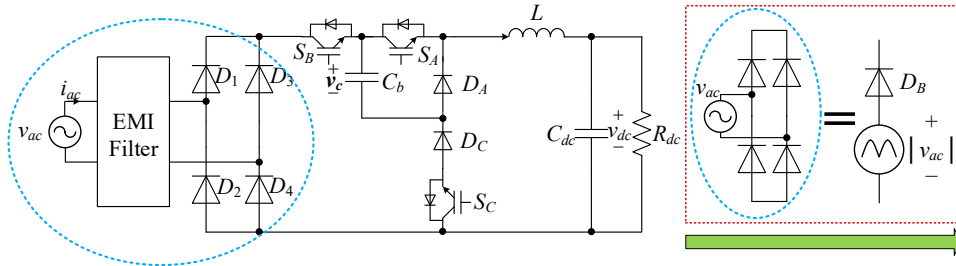 i_ac
v_ac
EMI
Filter
D_1
D_2
D_3
D_4
S_B
+
v_c
−
C_b
S_A
D_A
D_C
S_C
L
C_dc
+
v_dc
−
R_dc
v_ac
=
D_B
+
|v_ac|
−